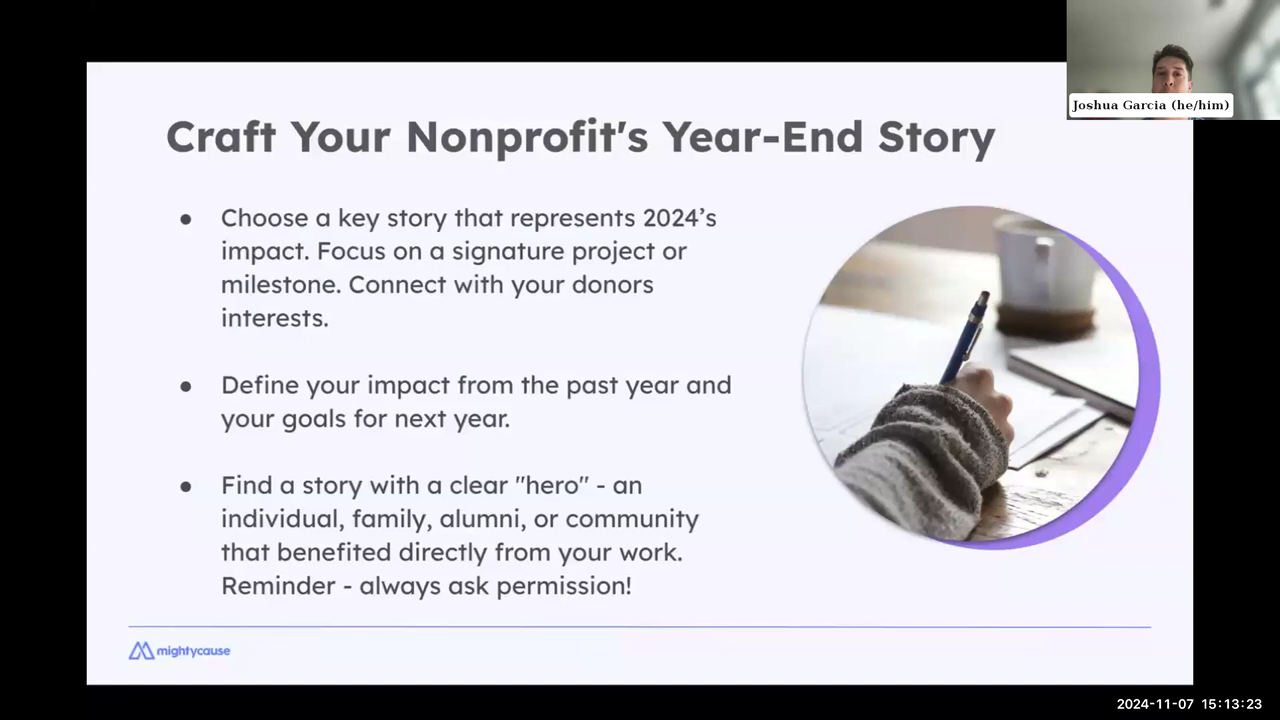 Joshua Garcia (he/him)
Craft Your Nonprofit's Year-End Story
● Choose a key story that represents 2024’s
impact. Focus on a signature project or
milestone. Connect with your donors
interests.
● Define your impact from the past year and
your goals for next year.
● Find a story with a clear "hero" - an
individual, family, alumni, or community
that benefited directly from your work.
Reminder - always ask permission!
mightycause
2024-11-07 15:13:23